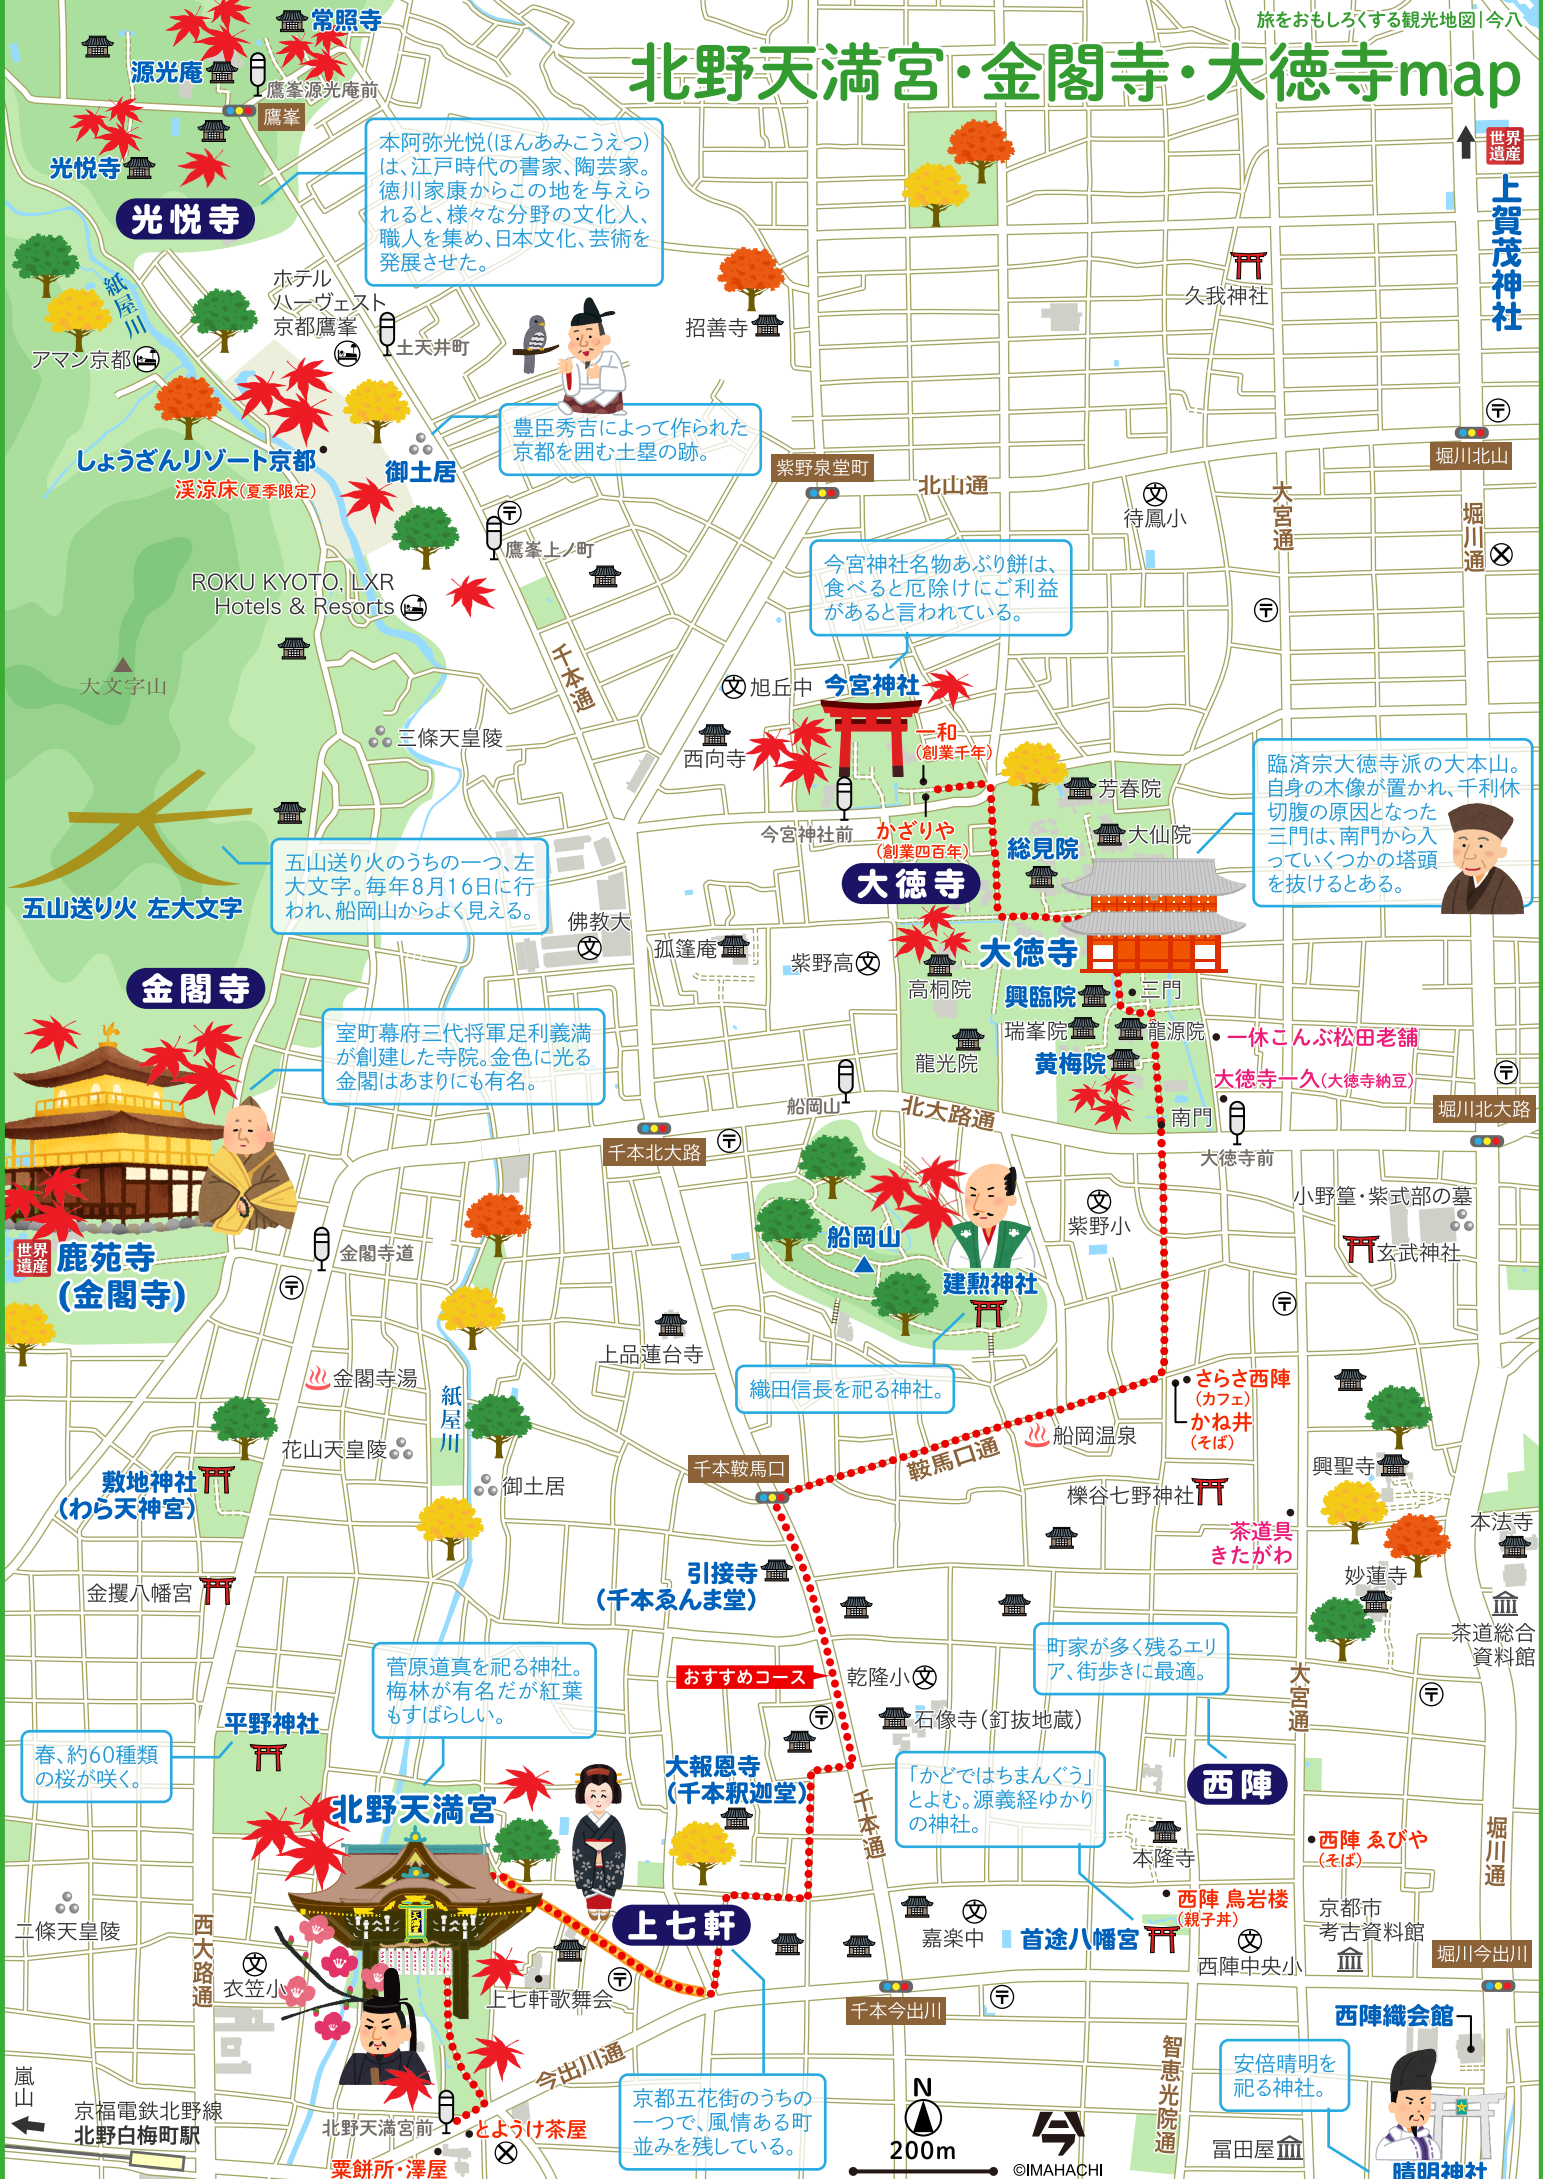 旅をおもしろくする観光地図|今八
北野天満宮・金閣寺・大徳寺map
常照寺
源光庵
鷹峯源光庵前
鷹峯
光悦寺
光悦寺
本阿弥光悦(ほんあみこうえつ)
は、江戸時代の書家、陶芸家。
徳川家康からこの地を与えら
れると、様々な分野の文化人、
職人を集め、日本文化、芸術を
発展させた。
世界
遺産
上賀茂神社
紙屋川
ホテル
ハーヴェスト
京都鷹峯
土天井町
アマン京都
招善寺
久我神社
しょうざんリゾート京都
渓涼床(夏季限定)
御土居
豊臣秀吉によって作られた
京都を囲む土塁の跡。
紫野泉堂町
北山通
堀川北山
大宮通
堀川通
待鳳小
鷹峯上ノ町
ROKU KYOTO, LXR
Hotels & Resorts
今宮神社名物あぶり餅は、
食べると厄除けにご利益
があると言われている。
大文字山
千本通
旭丘中
今宮神社
三條天皇陵
西向寺
一和
(創業千年)
今宮神社前
かざりや
(創業四百年)
芳春院
大仙院
総見院
大徳寺
臨済宗大徳寺派の大本山。
自身の木像が置かれ、千利休
切腹の原因となった
三門は、南門から入
っていくつかの塔頭
を抜けるとある。
大
五山送り火 左大文字
五山送り火のうちの一つ、左
大文字。毎年8月16日に行
われ、船岡山からよく見える。
佛教大
孤篷庵
紫野高
高桐院
大徳寺
興臨院
三門
瑞峯院
龍源院
龍光院
黄梅院
一休こんぶ松田老舗
大徳寺一久(大徳寺納豆)
金閣寺
室町幕府三代将軍足利義満
が創建した寺院。金色に光る
金閣はあまりにも有名。
船岡山
北大路通
南門
大徳寺前
堀川北大路
千本北大路
世界
遺産
鹿苑寺
(金閣寺)
金閣寺道
船岡山
建勲神社
紫野小
小野篁・紫式部の墓
玄武神社
上品蓮台寺
織田信長を祀る神社。
金閣寺湯
紙屋川
花山天皇陵
御土居
敷地神社
(わら天神宮)
さらさ西陣
(カフェ)
かね井
(そば)
船岡温泉
鞍馬口通
千本鞍馬口
興聖寺
櫟谷七野神社
茶道具
きたがわ
本法寺
妙蓮寺
茶道総合
資料館
金攫八幡宮
引接寺
(千本ゑんま堂)
おすすめコース
乾隆小
石像寺(釘抜地蔵)
町家が多く残るエリ
ア、街歩きに最適。
大宮通
菅原道真を祀る神社。
梅林が有名だが紅葉
もすばらしい。
平野神社
春、約60種類
の桜が咲く。
北野天満宮
大報恩寺
(千本釈迦堂)
千本通
「かどではちまんぐう」
とよむ。源義経ゆかり
の神社。
西陣
本隆寺
西陣 ゑびや
(そば)
堀川通
西陣 鳥岩楼
(親子丼)
京都市
考古資料館
首途八幡宮
嘉楽中
西陣中央小
堀川今出川
上七軒
二條天皇陵
西大路通
衣笠小
天満宮
上七軒歌舞会
千本今出川
今出川通
智恵光院通
西陣織会館
安倍晴明を
祀る神社。
嵐山
京福電鉄北野線
北野白梅町駅
北野天満宮前
とようけ茶屋
粟餅所・澤屋
京都五花街のうちの
一つで、風情ある町
並みを残している。
N
200m
©IMAHACHI
冨田屋
晴明神社